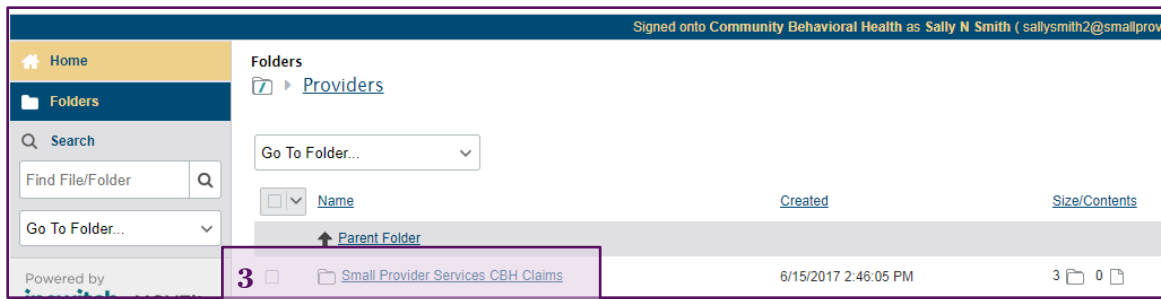 Signed onto Community Behavioral Health as Sally N Smith ( sallysmith2@smallprov
Home
Folders
Search
Find File/Folder
Go To Folder...
Powered by
Folders
Providers
Go To Folder...
Name Created Size/Contents
Parent Folder
3 Small Provider Services CBH Claims 6/15/2017 2:46:05 PM 3 0